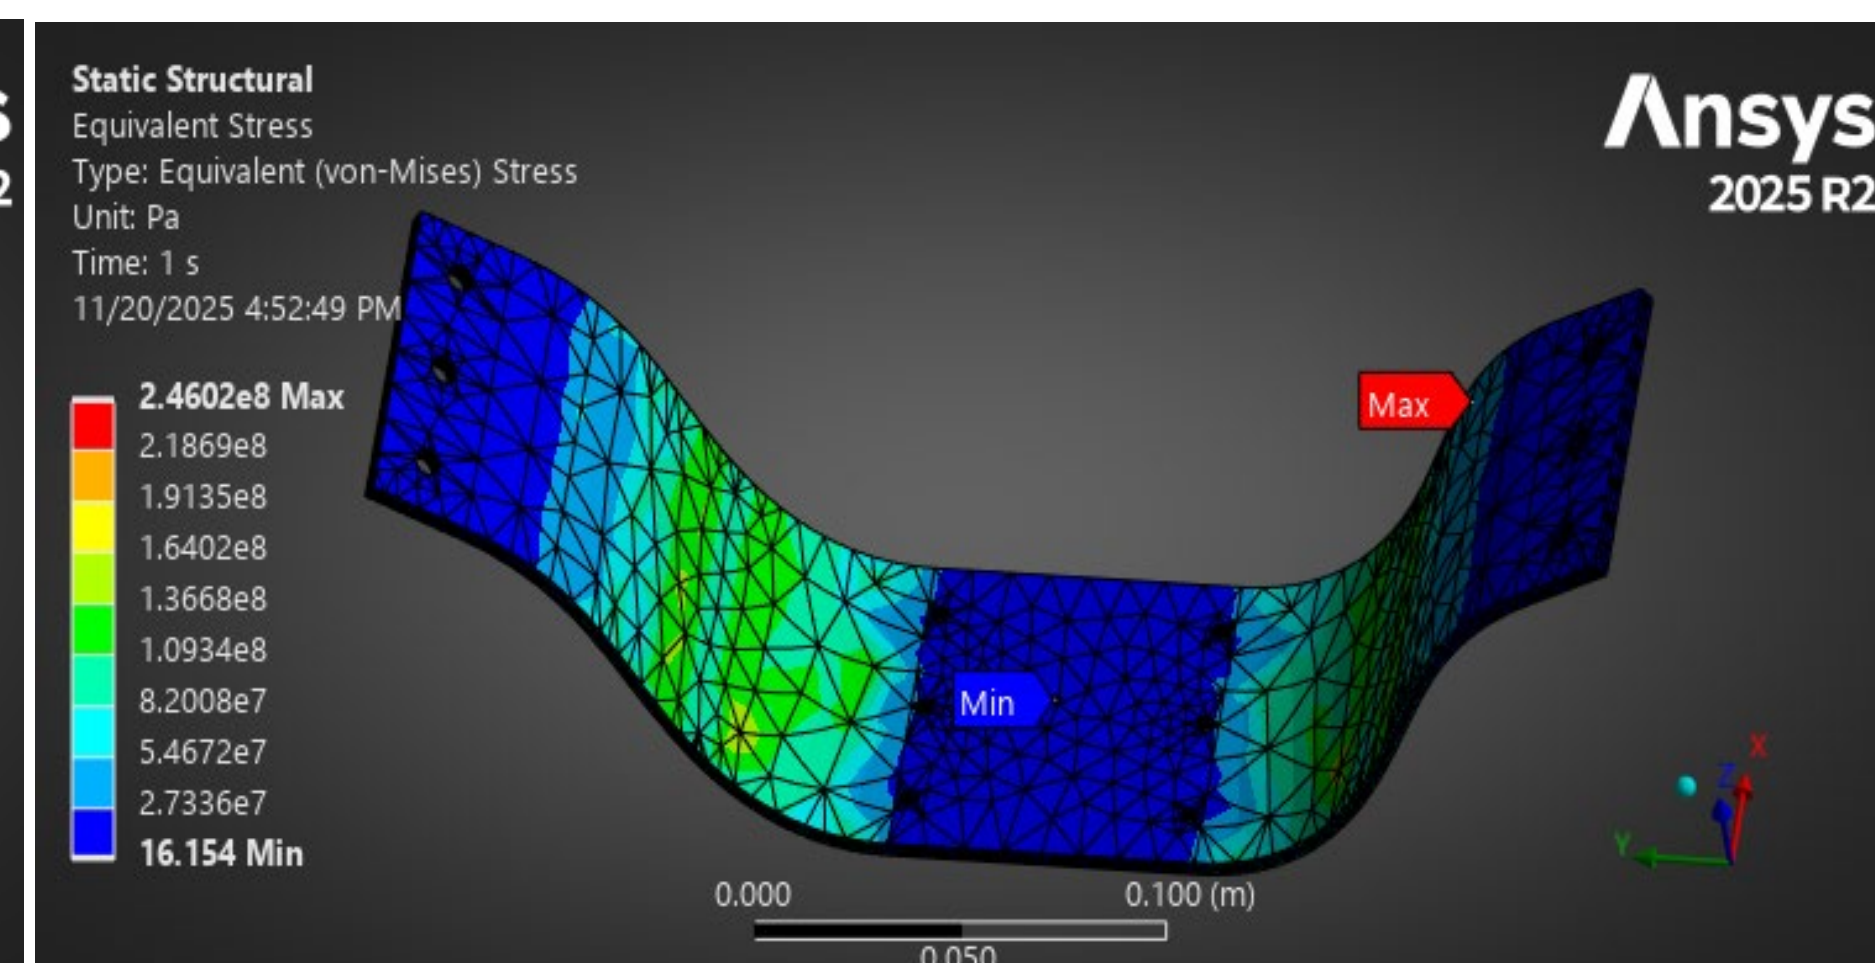 Static Structural
Equivalent Stress
Type: Equivalent (von-Mises) Stress
Unit: Pa
Time: 1 s
11/20/2025 4:52:49 PM
2.4602e8 Max
2.1869e8
1.9135e8
1.6402e8
1.3668e8
1.0934e8
8.2008e7
5.4672e7
2.7336e7
16.154 Min
Ansys
2025 R2
Max
Min
0.000
0.100 (m)
0.050
X
Z
Y
S
2